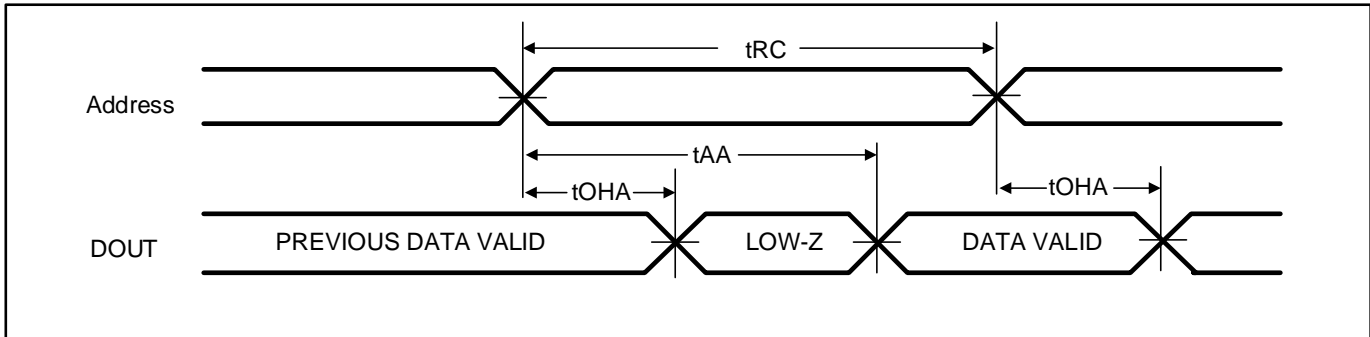 tRC
Address
tAA
tOHA tOHA
DOUT PREVIOUS DATA VALID LOW-Z DATA VALID